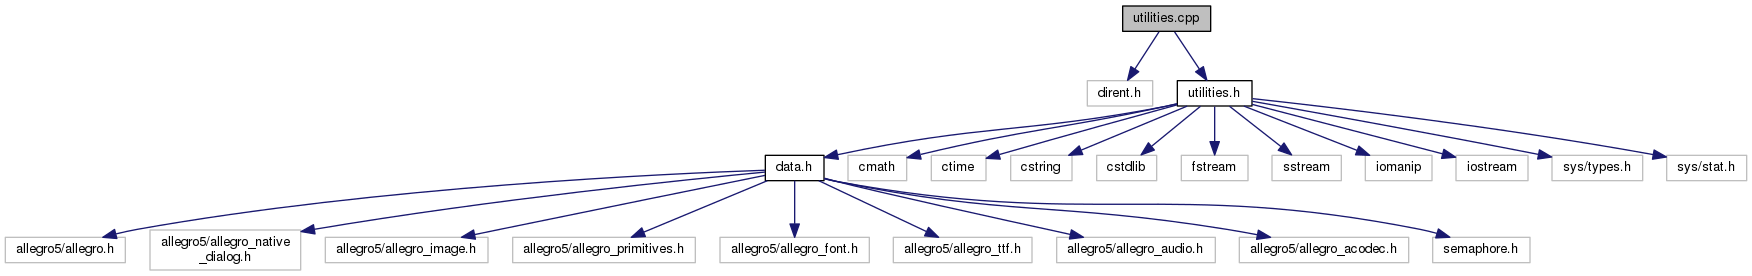 utilities.cpp
dirent.h
utilities.h
data.h
cmath
ctime
cstring
cstdlib
fstream
sstream
iomanip
iostream
sys/types.h
sys/stat.h
allegro5/allegro.h
allegro5/allegro_native
_dialog.h
allegro5/allegro_image.h
allegro5/allegro_primitives.h
allegro5/allegro_font.h
allegro5/allegro_ttf.h
allegro5/allegro_audio.h
allegro5/allegro_acodec.h
semaphore.h